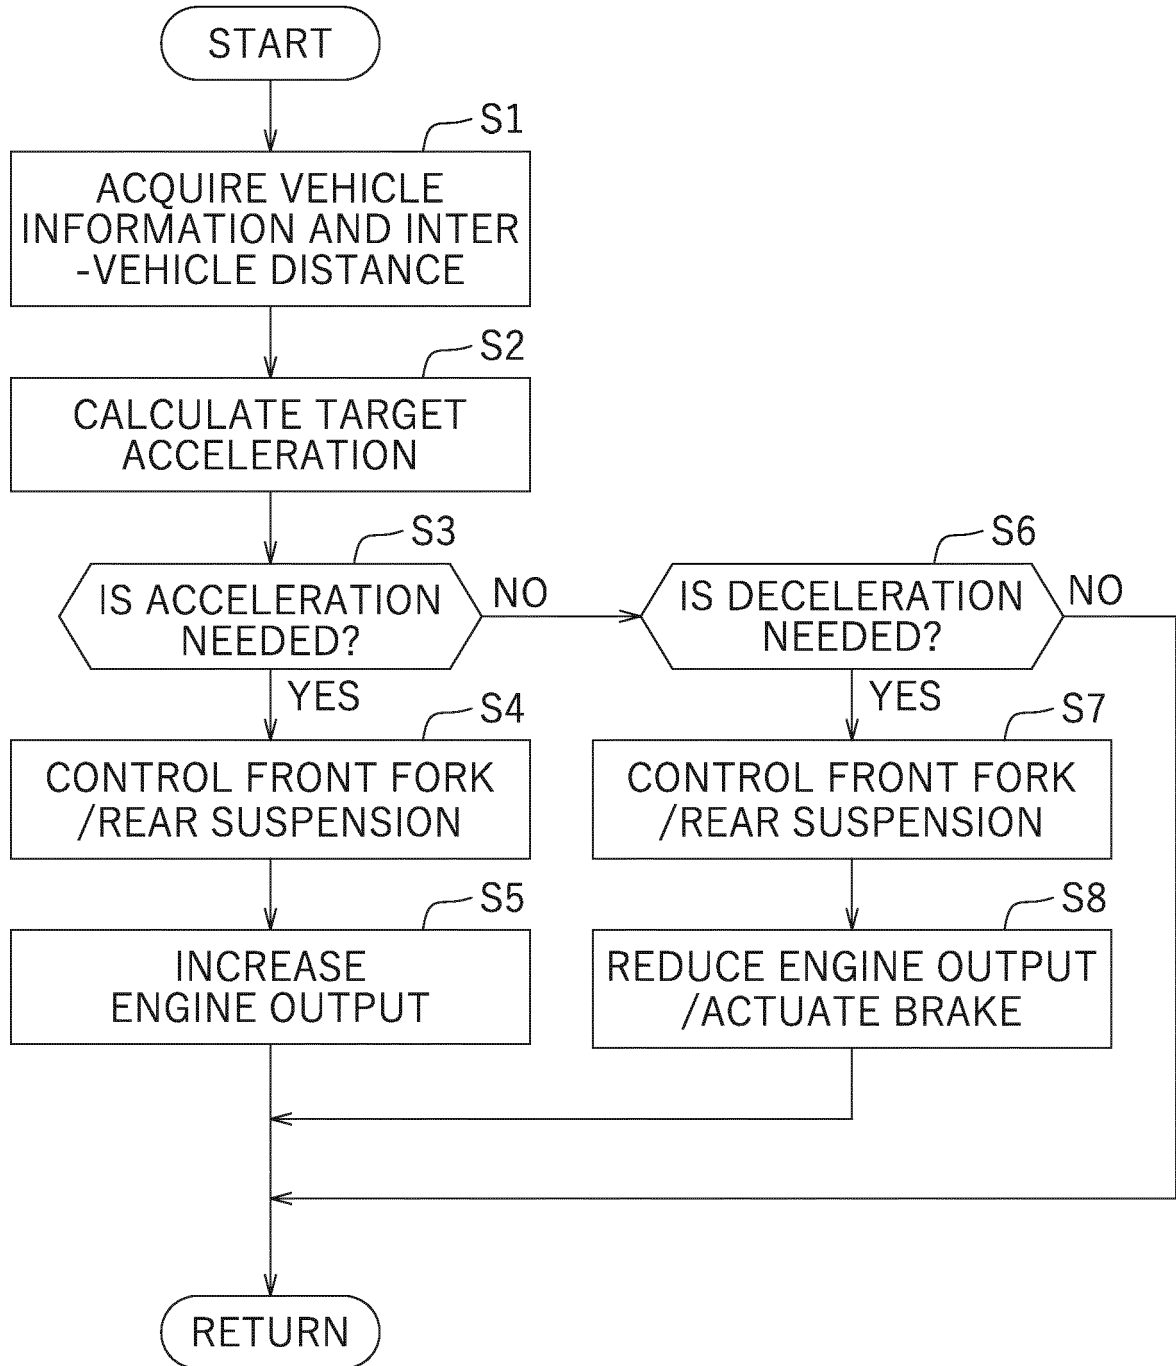 START
S1
ACQUIRE VEHICLE
INFORMATION AND INTER
-VEHICLE DISTANCE
S2
CALCULATE TARGET
ACCELERATION
S3
IS ACCELERATION
NEEDED?
NO
YES
S6
IS DECELERATION
NEEDED?
NO
YES
S4
CONTROL FRONT FORK
/REAR SUSPENSION
S7
CONTROL FRONT FORK
/REAR SUSPENSION
S5
INCREASE
ENGINE OUTPUT
S8
REDUCE ENGINE OUTPUT
/ACTUATE BRAKE
RETURN